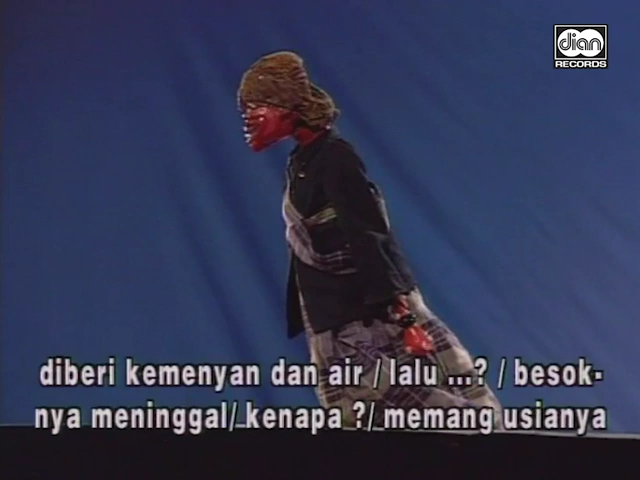 dian
RECORDS
diberi kemenyan dan air / lalu ...? / besok-
nya meninggal/ kenapa ?/ memang usianya